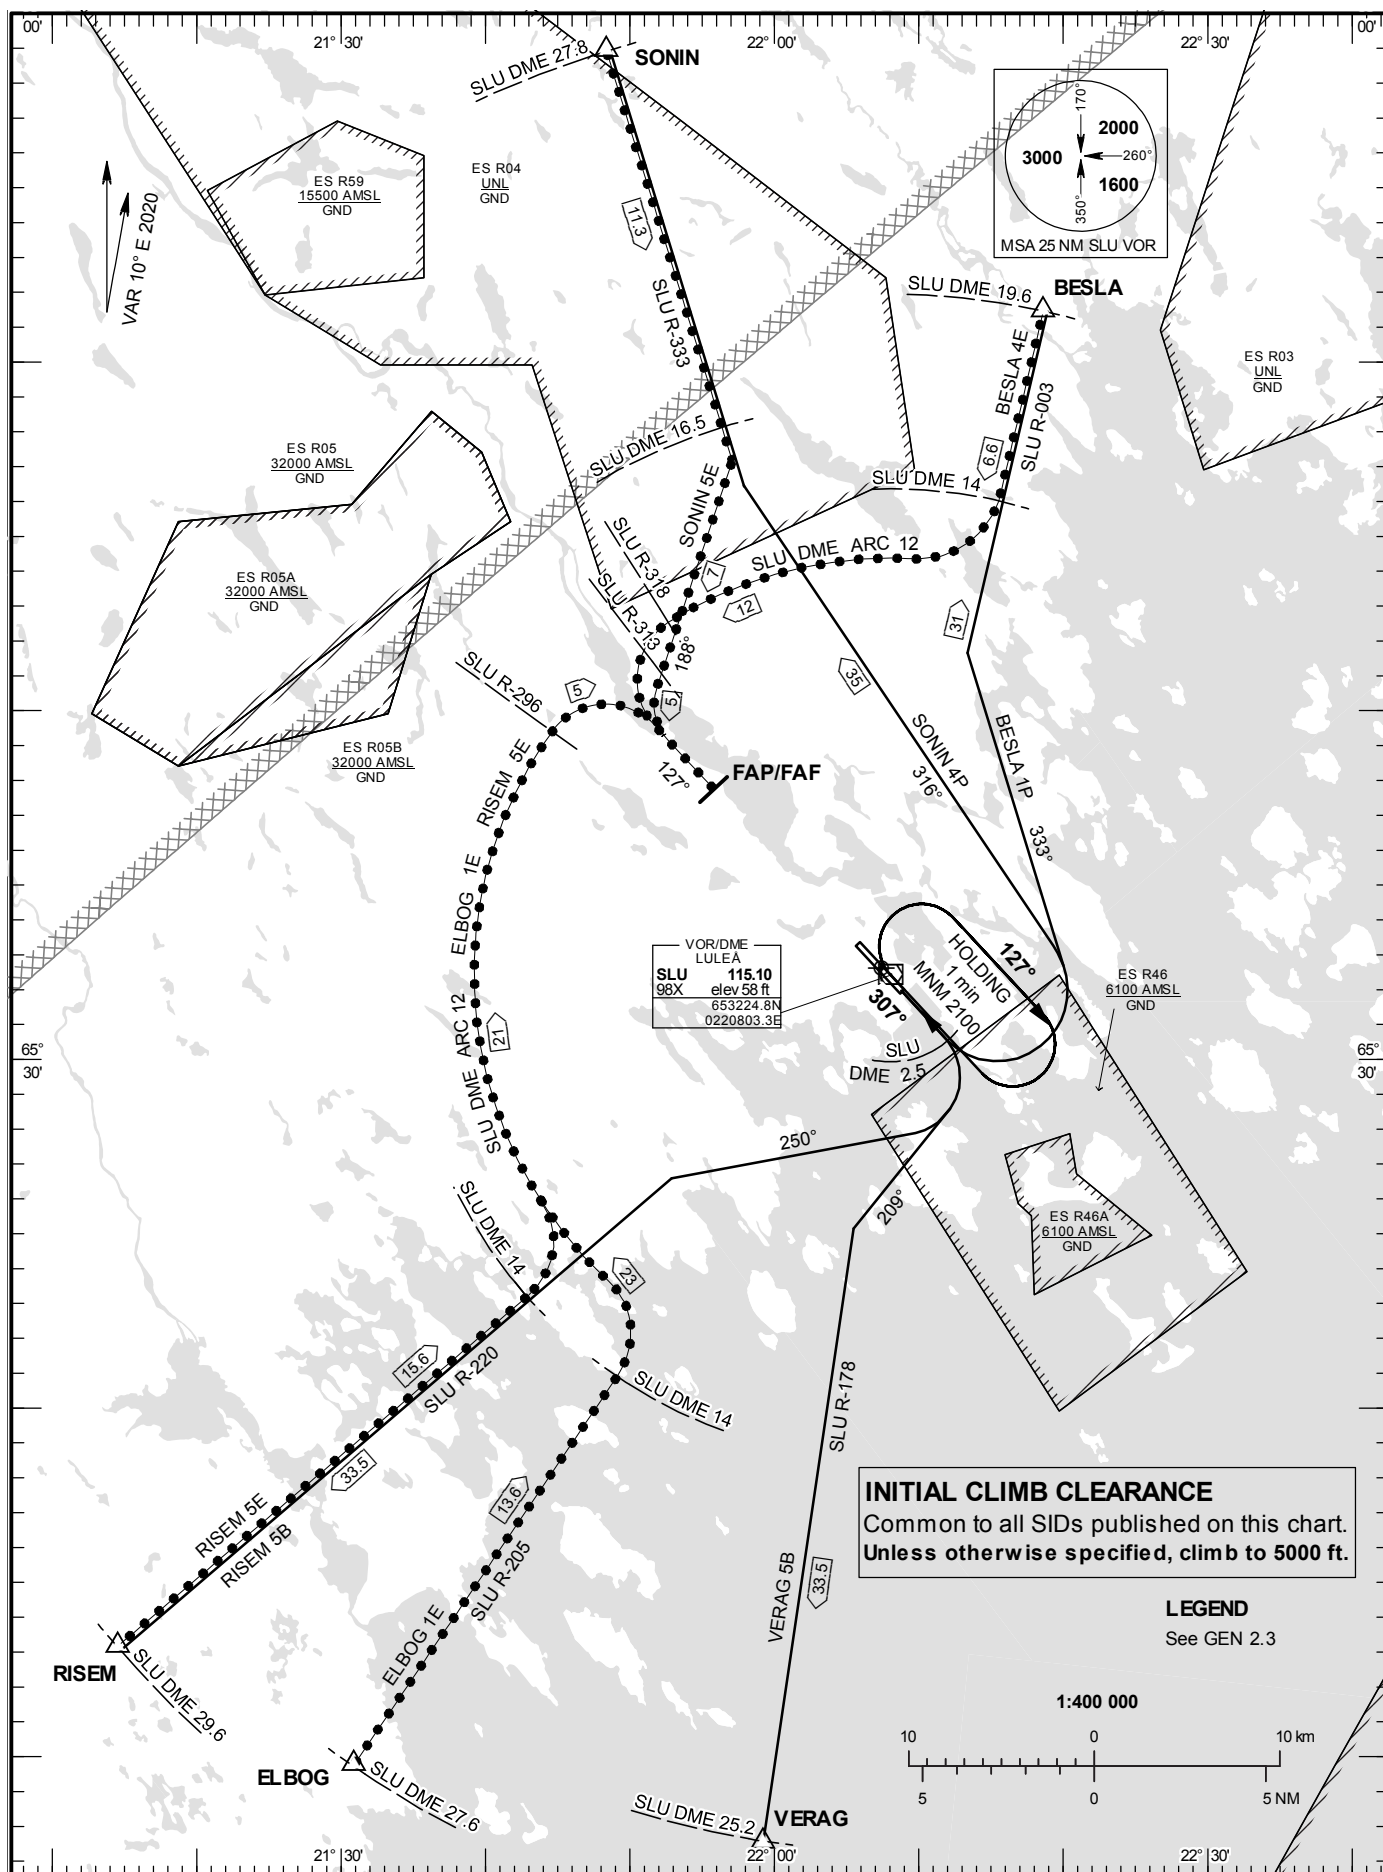 00'
21° 30'
22° 00'
22° 30'
00'
SLU DME 27.8
SONIN
170°
2000
3000
260°
1600
350°
MSA 25 NM SLU VOR
ES R59
15500 AMSL
GND
ES R04
UNL
GND
VAR 10° E 2020
11.3
SLU R-333
SLU DME 19.6
BESLA
BESLA 4E
SLU R-003
6.6
ES R03
UNL
GND
SLU DME 16.5
SLU DME 14
ES R05
32000 AMSL
GND
SONIN 5E
SLU R-318
SLU DME ARC 12
7
12
ES R05A
32000 AMSL
GND
SLU R-313
188°
31
35
SLU R-296
5
5
ES R05B
32000 AMSL
GND
127°
FAP/FAF
RISEM 5E
SONIN 4P
316°
BESLA 1P
333°
ELBOG 1E
VOR/DME
LULEÅ
SLU 115.10
98X elev 58 ft
653224.8N
0220803.3E
HOLDING
1 min
MNM 2100
127°
307°
ES R46
6100 AMSL
GND
SLU DME ARC 12
21
SLU
DME 2.5
65°
30'
65°
30'
250°
209°
SLU DME 14
ES R46A
6100 AMSL
GND
23
15.6
SLU R-220
SLU DME 14
SLU R-178
33.5
RISEM 5E
RISEM 5B
13.6
SLU R-205
INITIAL CLIMB CLEARANCE
Common to all SIDs published on this chart.
Unless otherwise specified, climb to 5000 ft.
VERAG 5B
33.5
ELBOG 1E
RISEM
SLU DME 29.6
LEGEND
See GEN 2.3
1:400 000
10 0 10 km
5 0 5 NM
ELBOG
SLU DME 27.6
SLU DME 25.2
VERAG
21° 30'
22° 00'
22° 30'
00'